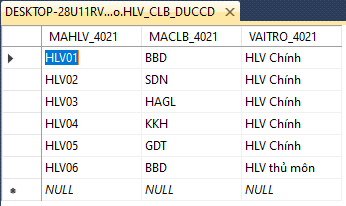 DESKTOP-28U11RV...o.HLV_CLB_DUCCD
MAHLV_4021 MACLB_4021 VAITRO_4021
HLV01 BBD HLV Chính
HLV02 SDN HLV Chính
HLV03 HAGL HLV Chính
HLV04 KKH HLV Chính
HLV05 GDT HLV Chính
HLV06 BBD HLV thủ môn
NULL NULL NULL